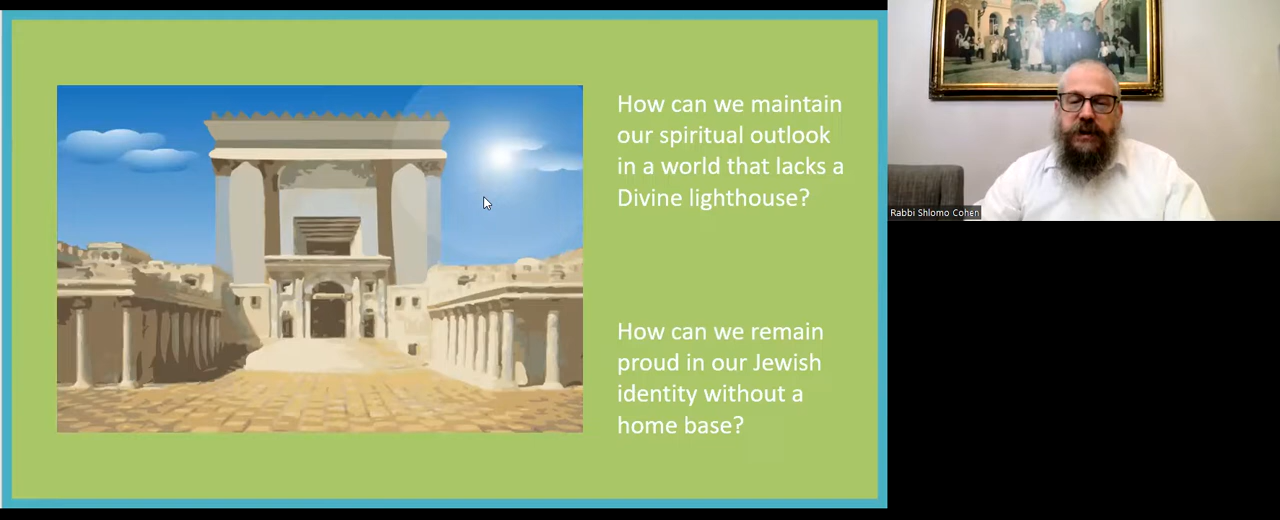 How can we maintain
our spiritual outlook
in a world that lacks a
Divine lighthouse?
How can we remain
proud in our Jewish
identity without a
home base?
Rabbi Shlomo Cohen